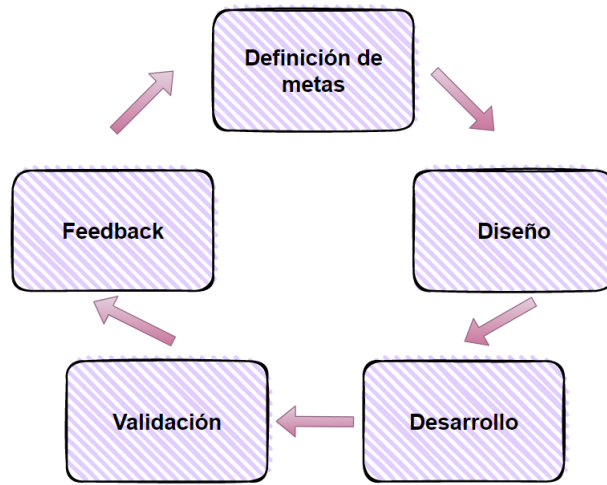 Definición de
metas
Diseño
Desarrollo
Validación
Feedback